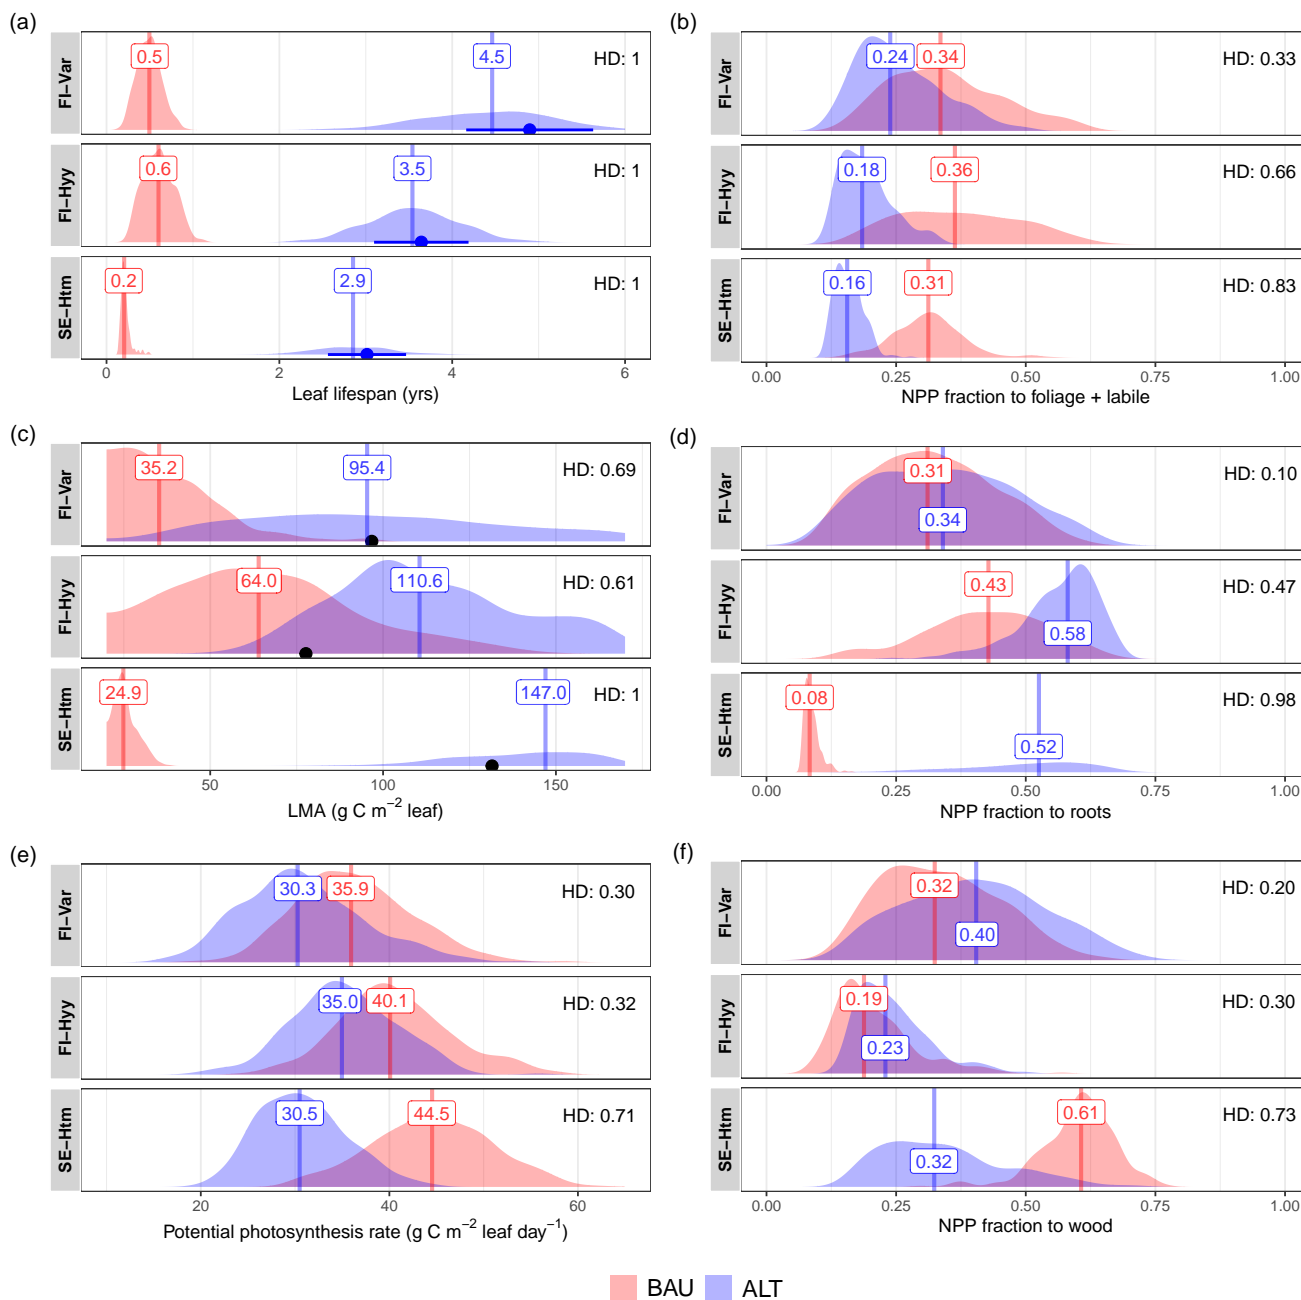 (a)
FI−Var
0.5
4.5
HD: 1
FI−Hyy
0.6
3.5
HD: 1
SE−Htm
0.2
2.9
HD: 1
0 2 4 6
Leaf lifespan (yrs)
(b)
FI−Var
0.24
0.34
HD: 0.33
FI−Hyy
0.18
0.36
HD: 0.66
SE−Htm
0.16
0.31
HD: 0.83
0.00 0.25 0.50 0.75 1.00
NPP fraction to foliage + labile
(c)
FI−Var
35.2
95.4
HD: 0.69
FI−Hyy
64.0
110.6
HD: 0.61
SE−Htm
24.9
147.0
HD: 1
50 100 150
LMA (g C m⁻² leaf)
(d)
FI−Var
0.31
0.34
HD: 0.10
FI−Hyy
0.43
0.58
HD: 0.47
SE−Htm
0.08
0.52
HD: 0.98
0.00 0.25 0.50 0.75 1.00
NPP fraction to roots
(e)
FI−Var
30.3
35.9
HD: 0.30
FI−Hyy
35.0
40.1
HD: 0.32
SE−Htm
30.5
44.5
HD: 0.71
20 40 60
Potential photosynthesis rate (g C m⁻² leaf day⁻¹)
(f)
FI−Var
0.32
0.40
HD: 0.20
FI−Hyy
0.19
0.23
HD: 0.30
SE−Htm
0.32
0.61
HD: 0.73
0.00 0.25 0.50 0.75 1.00
NPP fraction to wood
BAU ALT